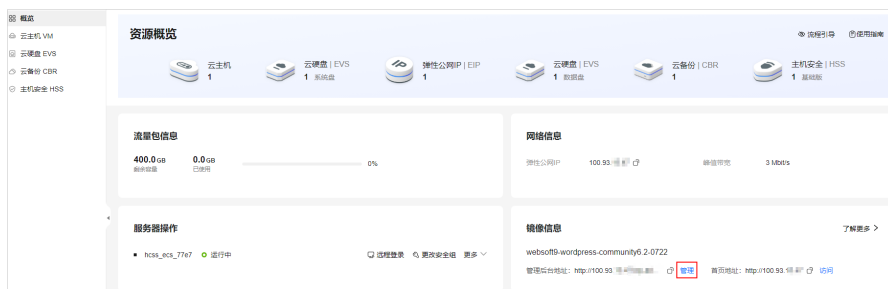 概览
云主机 VM
云硬盘 EVS
云备份 CBR
主机安全 HSS
资源概览
流程引导 使用指南
云主机
1
云硬盘 | EVS
1 系统盘
弹性公网IP | EIP
1
云硬盘 | EVS
1 数据盘
云备份 | CBR
1
主机安全 | HSS
1 基础版
流量包信息
400.0 GB
剩余容量
0.0 GB
已使用
0%
网络信息
弹性公网IP 100.93. 峰值带宽 3 Mbit/s
服务器操作
hcss_ecs_77e7 运行中 远程登录 更改安全组 更多
镜像信息 了解更多 >
websoft9-wordpress-community6.2-0722
管理后台地址: http://100.93. 管理 首页地址: http://100.93. 访问